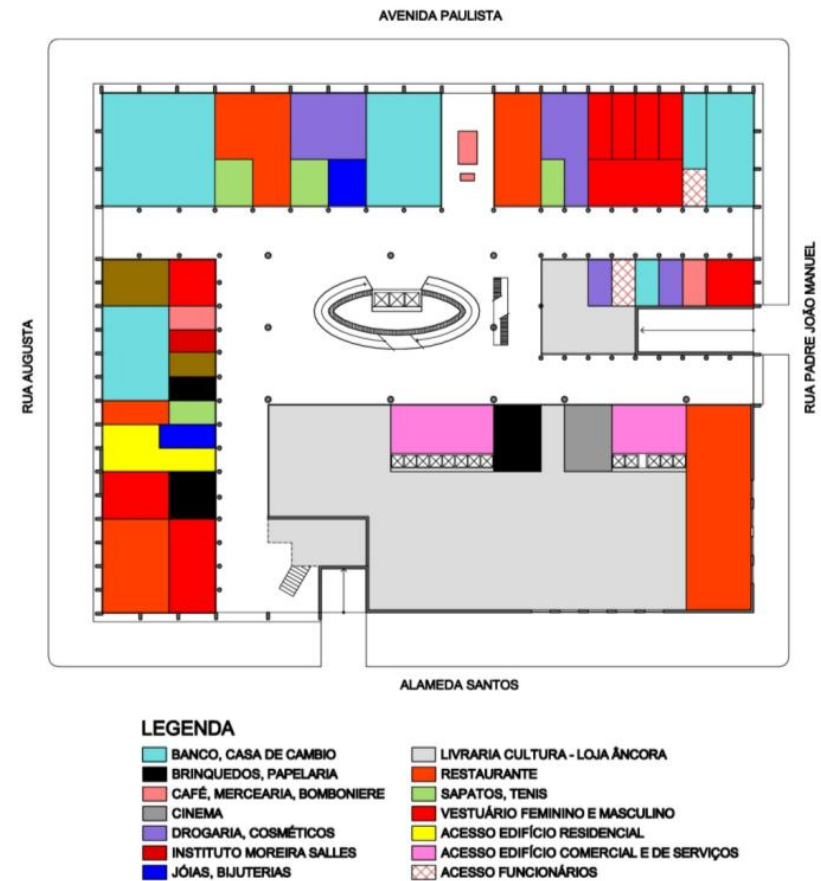 AVENIDA PAULISTA
RUA AUGUSTA
RUA PADRE JOÃO MANUEL
ALAMEDA SANTOS
LEGENDA
BANCO, CASA DE CAMBIO
BRINQUEDOS, PAPELARIA
CAFÉ, MERCEARIA, BOMBONIERE
CINEMA
DROGARIA, COSMÉTICOS
INSTITUTO MOREIRA SALLES
JÓIAS, BIJUTERIAS
LIVRARIA CULTURA - LOJA ÂNCORA
RESTAURANTE
SAPATOS, TENIS
VESTUÁRIO FEMININO E MASCULINO
ACESSO EDIFÍCIO RESIDENCIAL
ACESSO EDIFÍCIO COMERCIAL E DE SERVIÇOS
ACESSO FUNCIONÁRIOS